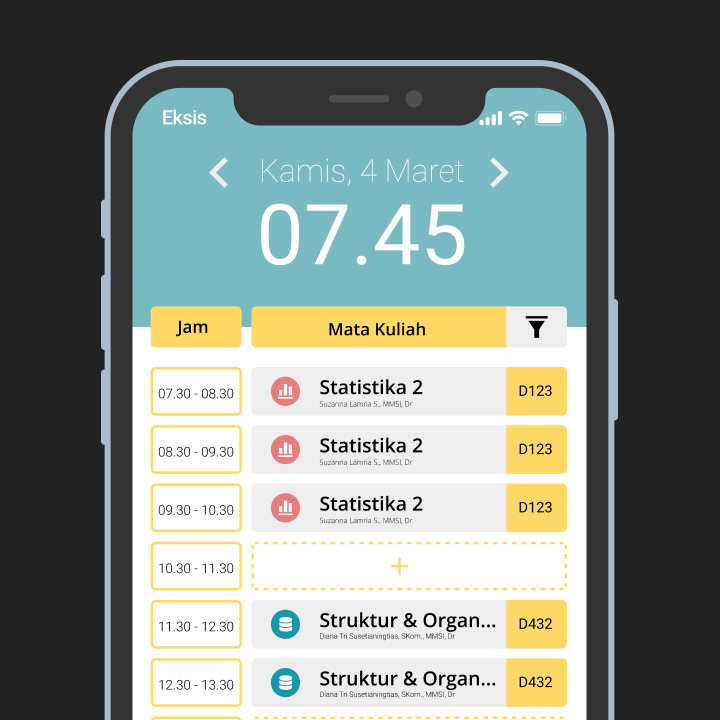 Eksis
Kamis, 4 Maret
07.45
Jam Mata Kuliah
07.30 - 08.30 Statistika 2 D123
Suzanna Lamria S., MMSI, Dr
08.30 - 09.30 Statistika 2 D123
Suzanna Lamria S., MMSI, Dr
09.30 - 10.30 Statistika 2 D123
Suzanna Lamria S., MMSI, Dr
10.30 - 11.30 +
11.30 - 12.30 Struktur & Organ... D432
Diana Tri Susetianingtias, SKom., MMSI, Dr
12.30 - 13.30 Struktur & Organ... D432
Diana Tri Susetianingtias, SKom., MMSI, Dr